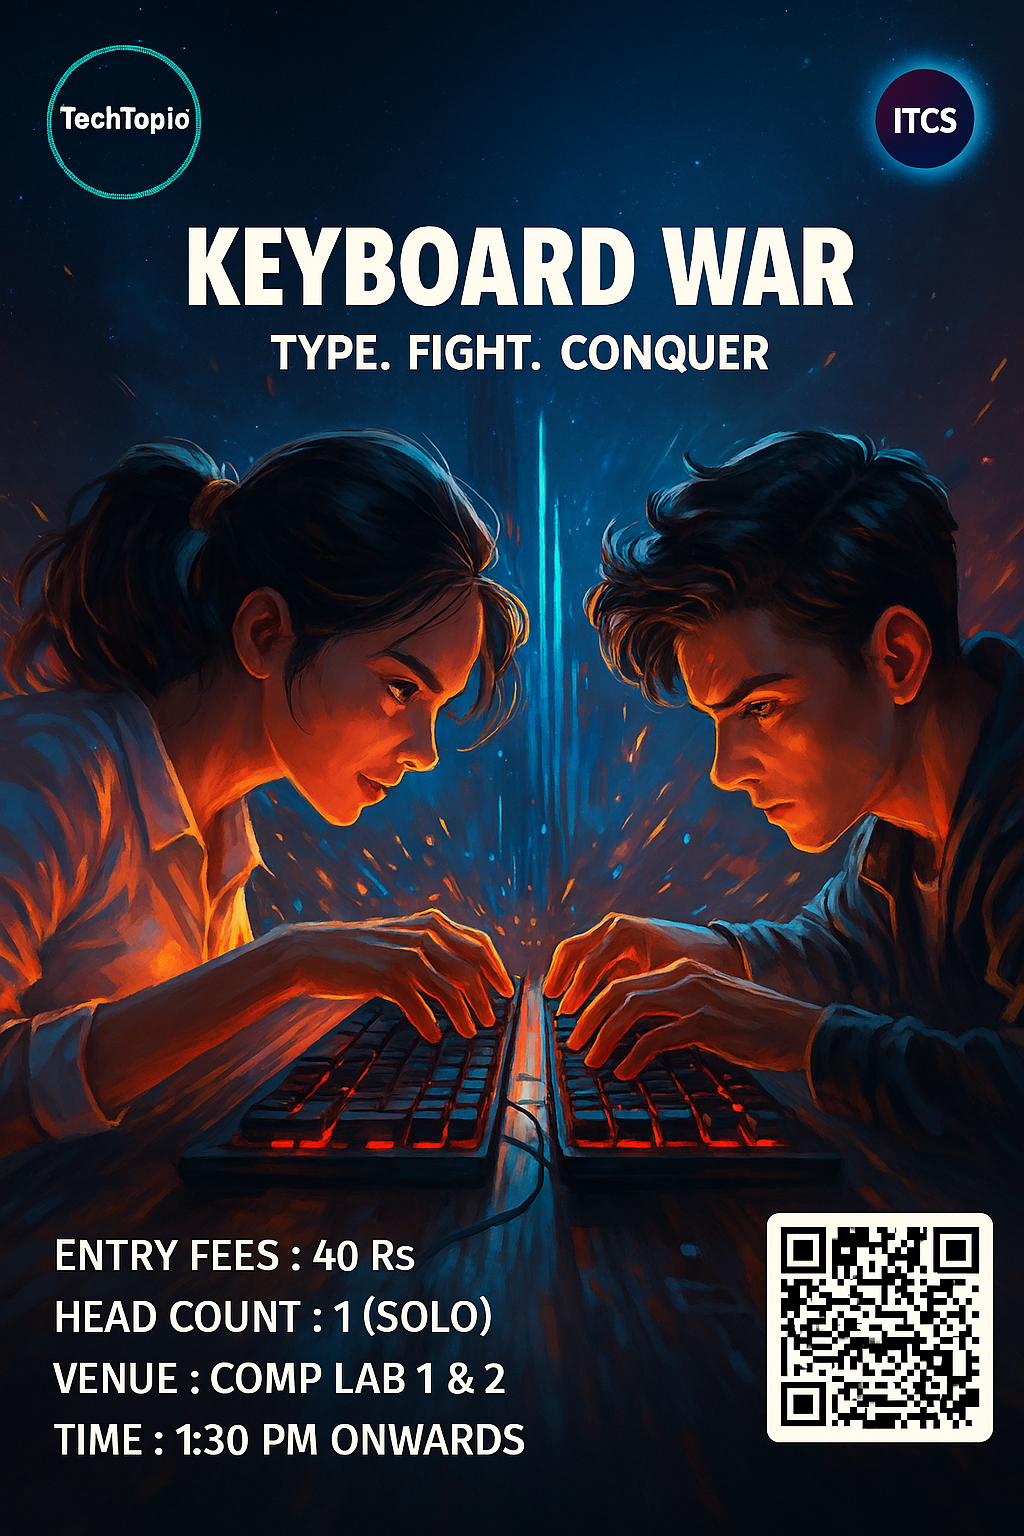 TechTopio
ITCS
KEYBOARD WAR
TYPE. FIGHT. CONQUER
ENTRY FEES : 40 Rs
HEAD COUNT : 1 (SOLO)
VENUE : COMP LAB 1 & 2
TIME : 1:30 PM ONWARDS